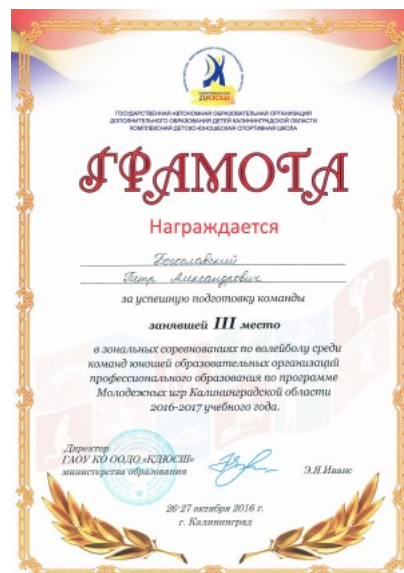 ДЮСШ
ГОСУДАРСТВЕННАЯ АВТОНОМНАЯ ОБРАЗОВАТЕЛЬНАЯ ОРГАНИЗАЦИЯ
ДОПОЛНИТЕЛЬНОГО ОБРАЗОВАНИЯ ДЕТЕЙ КАЛИНИНГРАДСКОЙ ОБЛАСТИ
КОМПЛЕКСНАЯ ДЕТСКО-ЮНОШЕСКАЯ СПОРТИВНАЯ ШКОЛА
ГРАМОТА
Награждается
Богословский
Петр Александрович
за успешную подготовку команды
занявшей III место
в зональных соревнованиях по волейболу среди
команд юношей образовательных организаций
профессионального образования по программе
Молодежных игр Калининградской области
2016-2017 учебного года.
Директор
ГАОУ КО ООДО «КДЮСШ»
министерства образования
Э.Я.Иванс
26-27 октября 2016 г.
г. Калининград